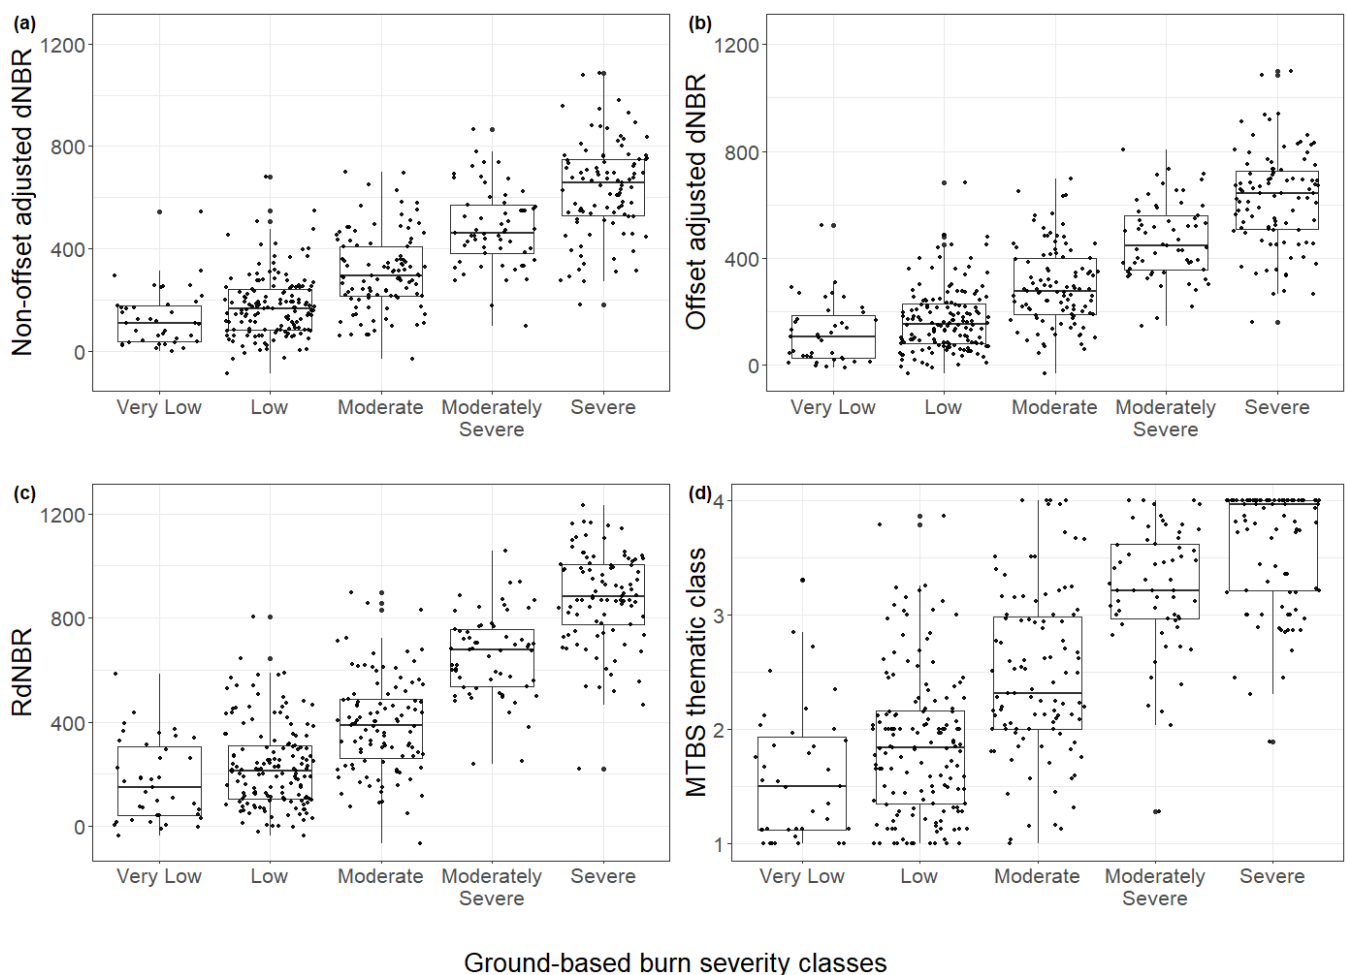 (a)
Non-offset adjusted dNBR
1200
800
400
0
Very Low Low Moderate Moderately Severe
Severe
(b)
Offset adjusted dNBR
1200
800
400
0
Very Low Low Moderate Moderately Severe
Severe
(c)
RdNBR
1200
800
400
0
Very Low Low Moderate Moderately Severe
Severe
(d)
MTBS thematic class
4
3
2
1
Very Low Low Moderate Moderately Severe
Severe
Ground-based burn severity classes